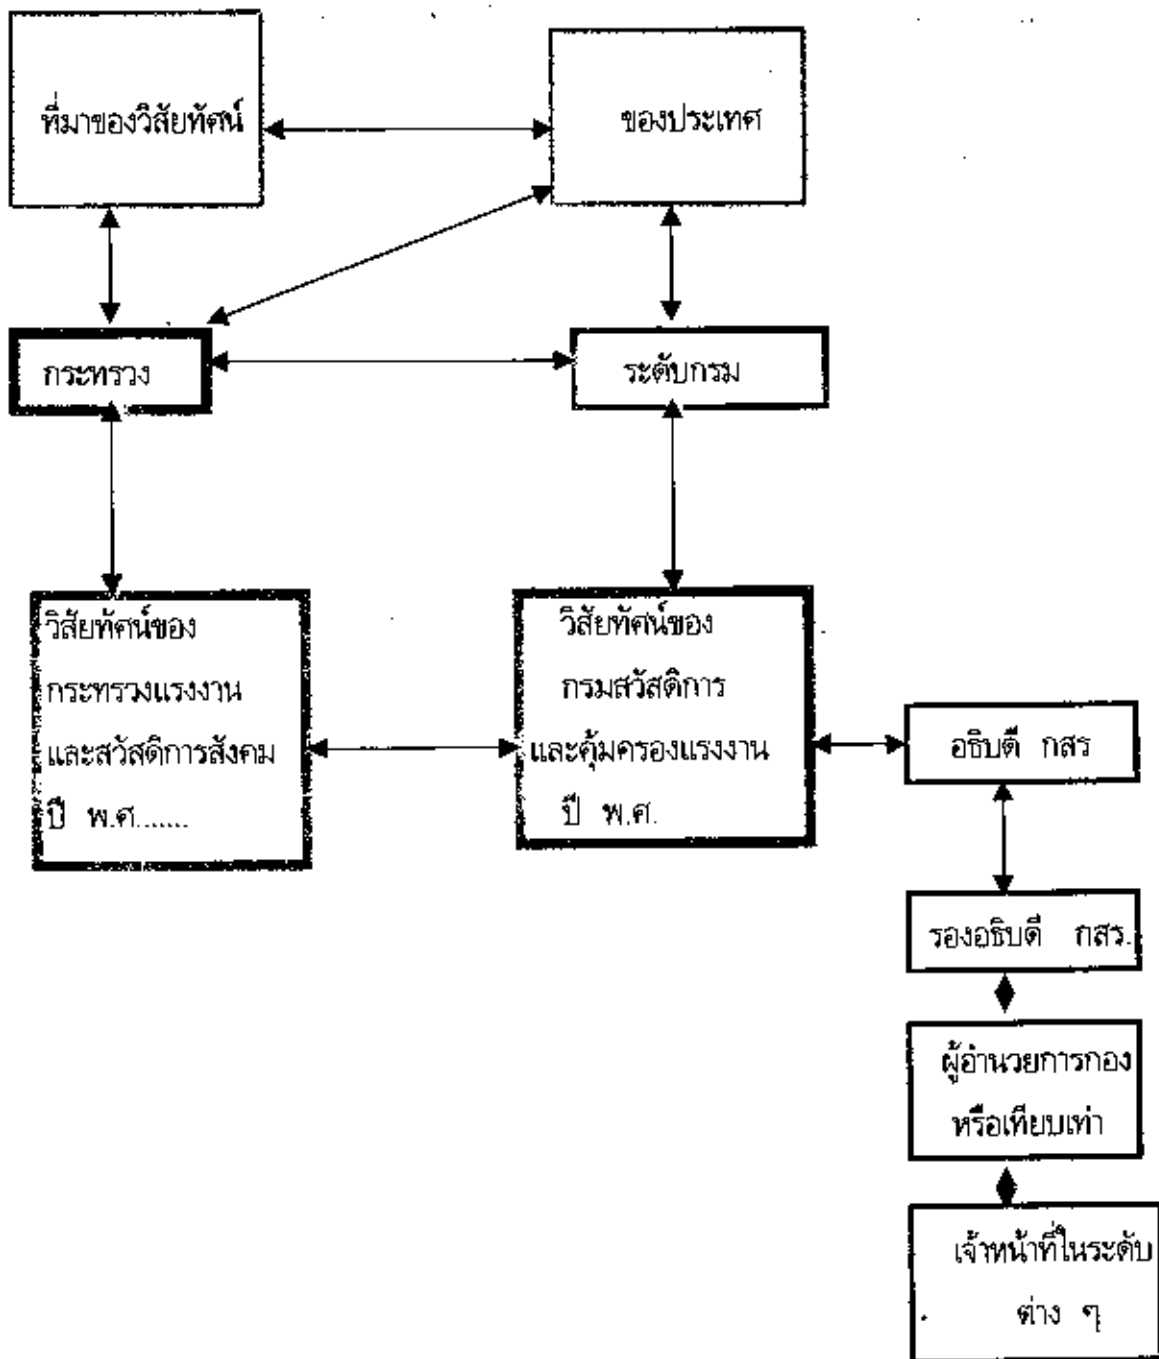 ที่มาของวิสัยทัศน์
ของประเทศ
กระทรวง
ระดับกรม
วิสัยทัศน์ของ
กระทรวงแรงงาน
และสวัสดิการสังคม
ปี พ.ศ.......
วิสัยทัศน์ของ
กรมสวัสดิการ
และคุ้มครองแรงงาน
ปี พ.ศ.
อธิบดี กสร
รองอธิบดี กสร.
ผู้อำนวยการกอง
หรือเทียบเท่า
เจ้าหน้าที่ในระดับ
ต่าง ๆ